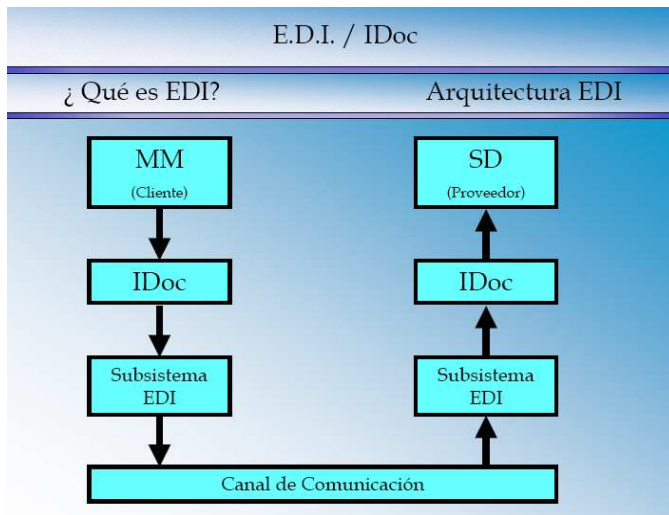 E.D.I. / IDoc
¿ Qué es EDI?
Arquitectura EDI
MM
(Cliente)
SD
(Proveedor)
IDoc
IDoc
Subsistema
EDI
Subsistema
EDI
Canal de Comunicación